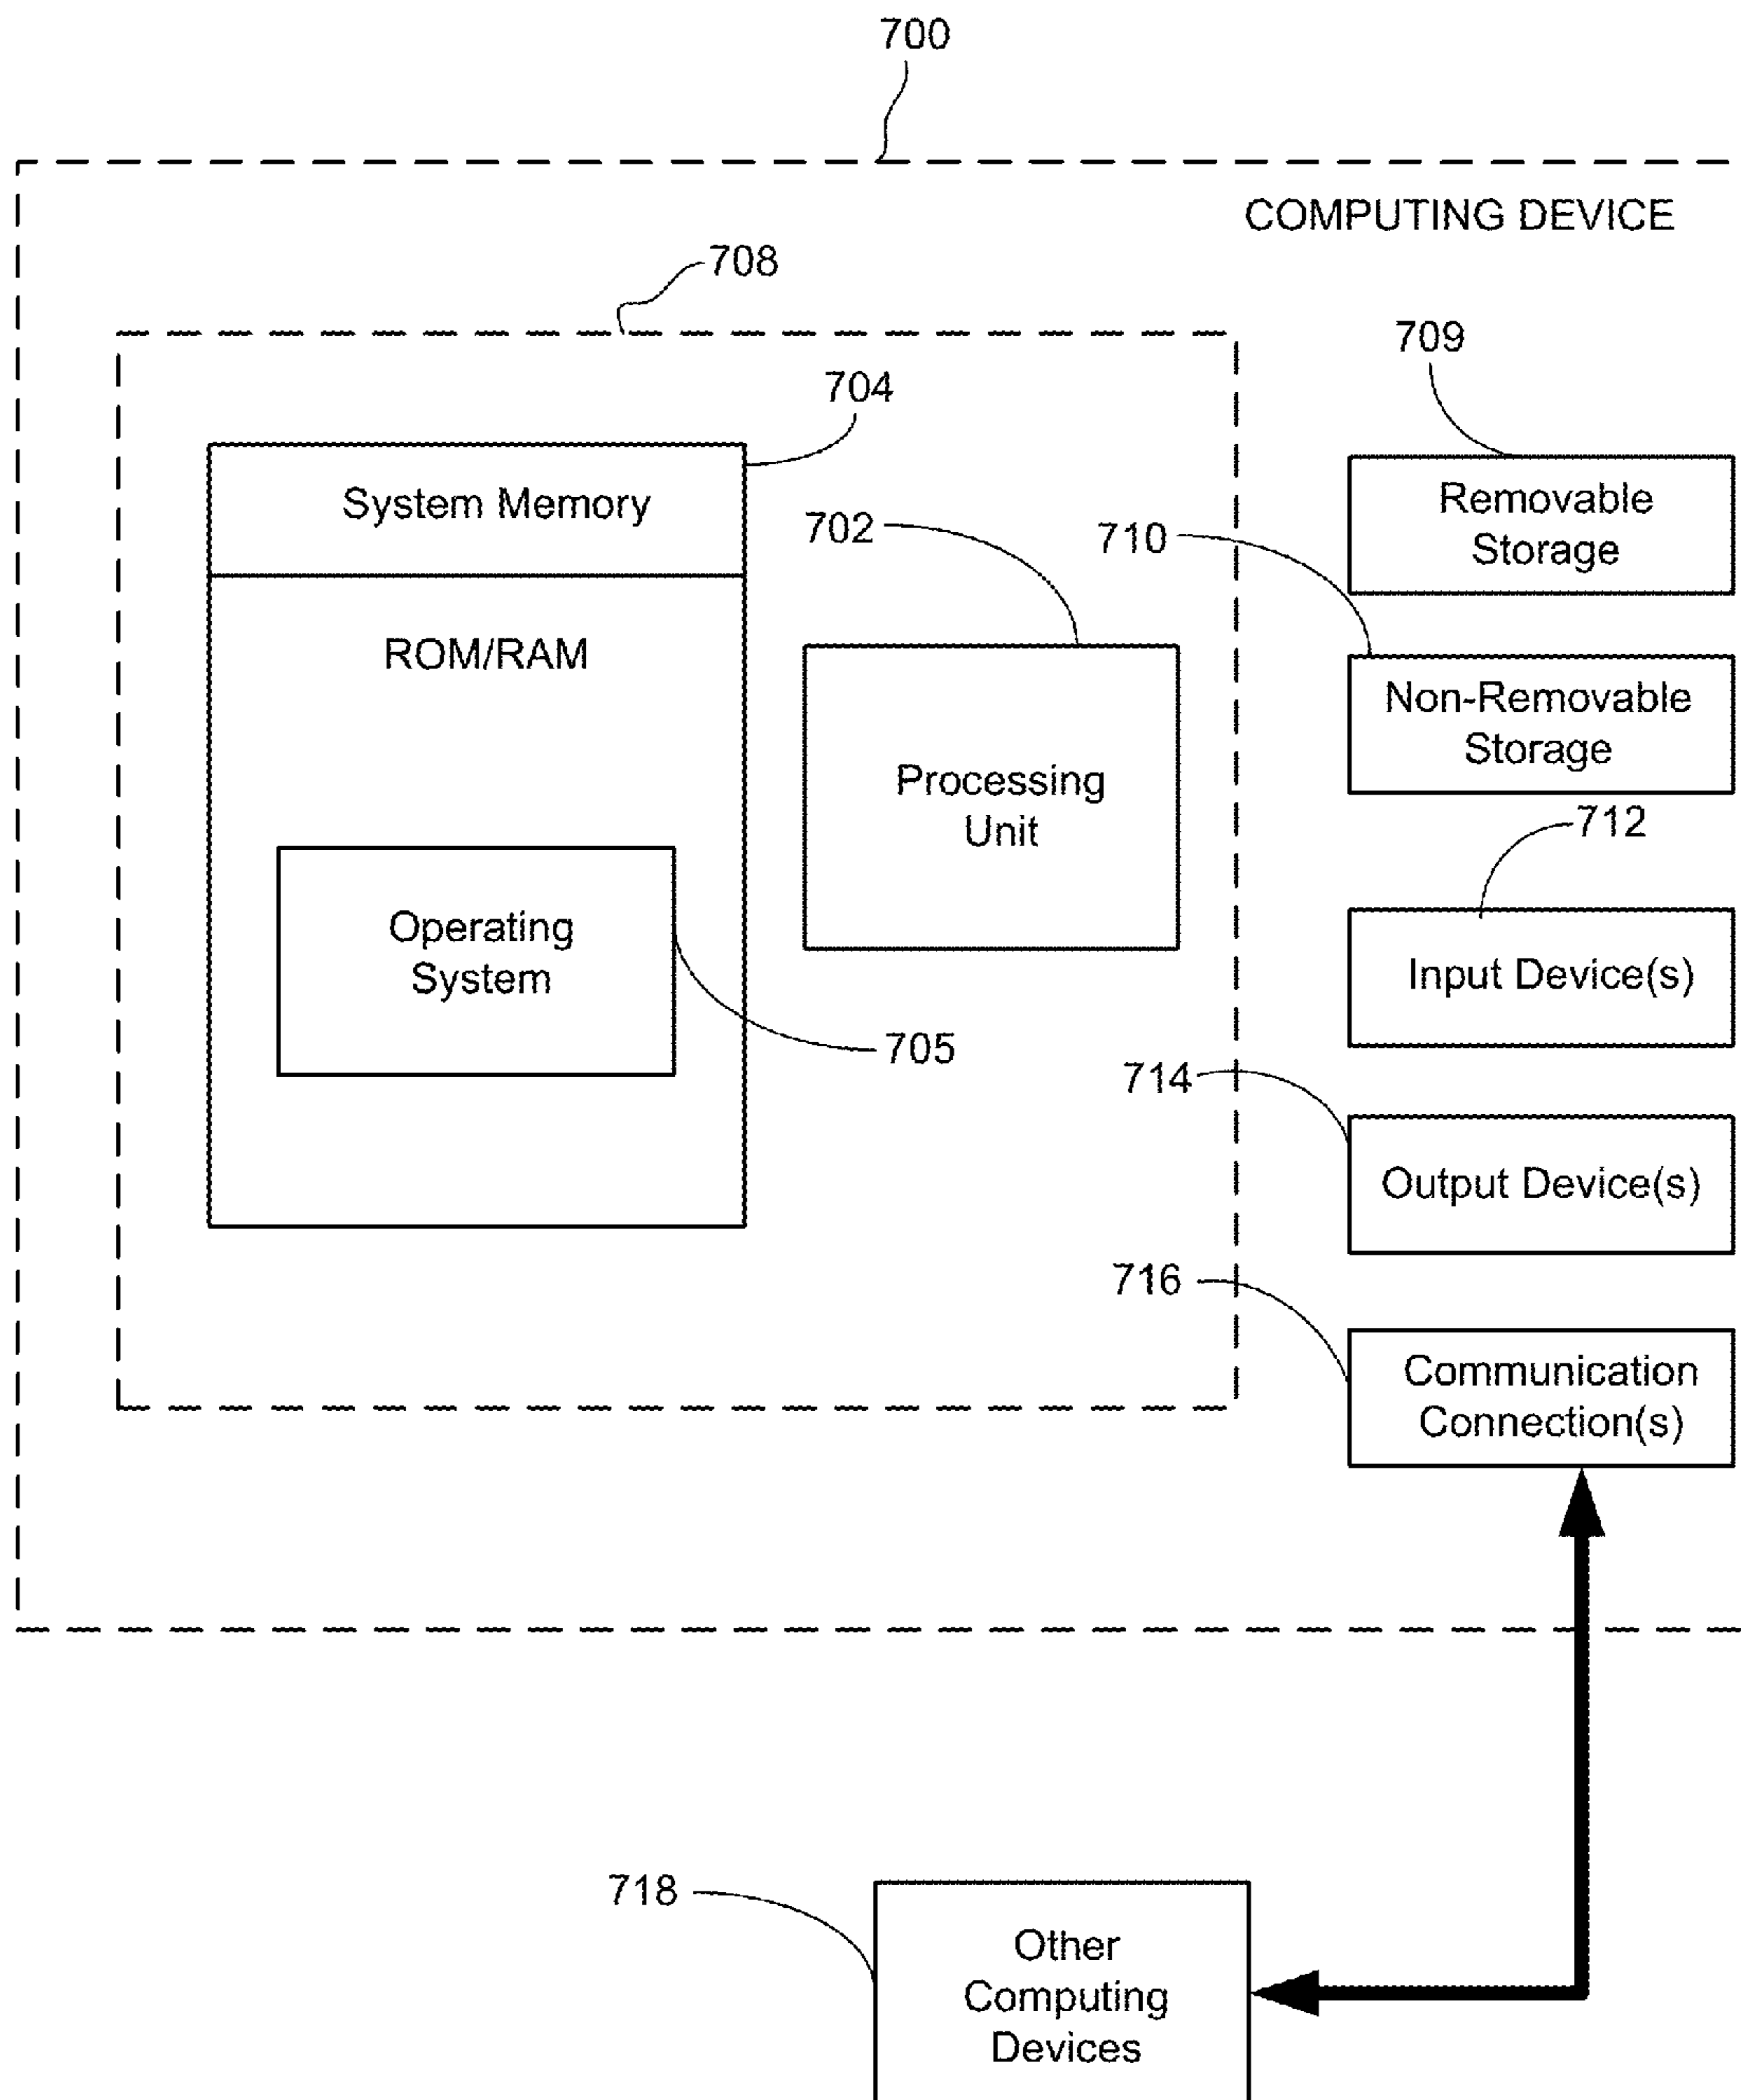 700
COMPUTING DEVICE
708
709
704
System Memory
Removable
Storage
702
710
ROM/RAM
Non-Removable
Storage
Processing
Unit
712
Operating
System
Input Device(s)
705
714
Output Device(s)
716
Communication
Connection(s)
718
Other
Computing
Devices